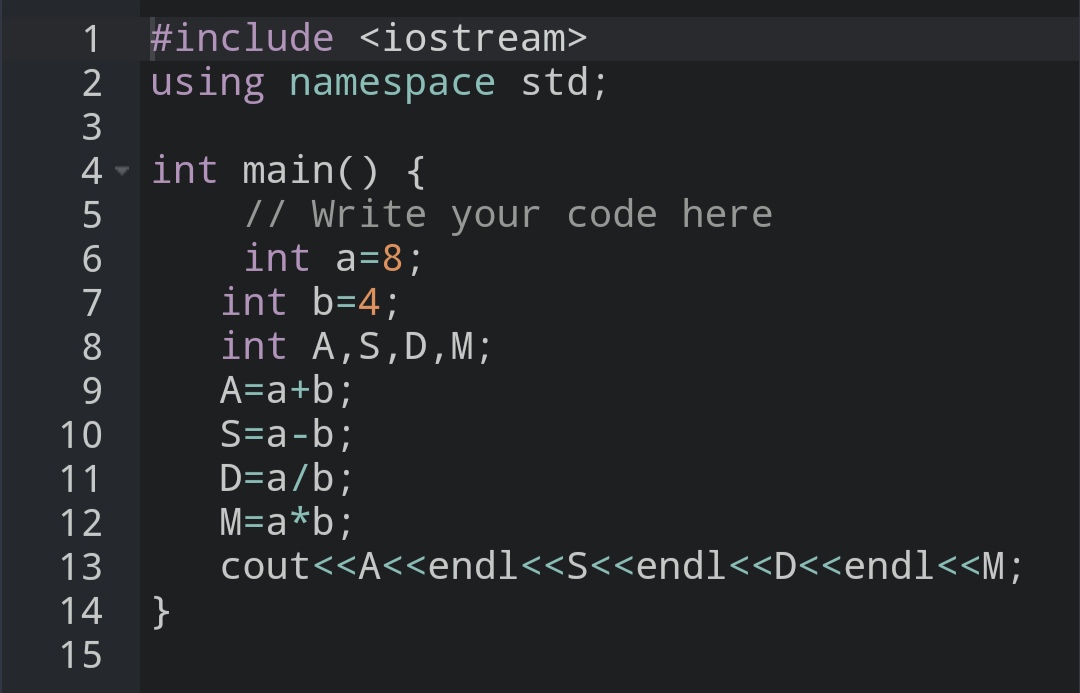 1 #include <iostream>
2 using namespace std;
3
4 int main() {
5     // Write your code here
6     int a=8;
7    int b=4;
8    int A,S,D,M;
9    A=a+b;
10    S=a-b;
11    D=a/b;
12    M=a*b;
13    cout<<A<<endl<<S<<endl<<D<<endl<<M;
14 }
15